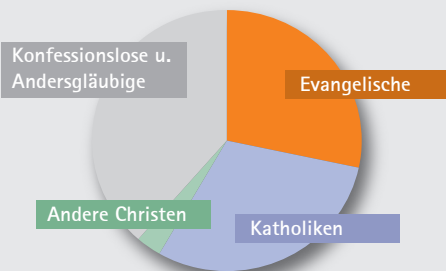 Konfessionslose u.
Andersgläubige
Evangelische
Andere Christen
Katholiken